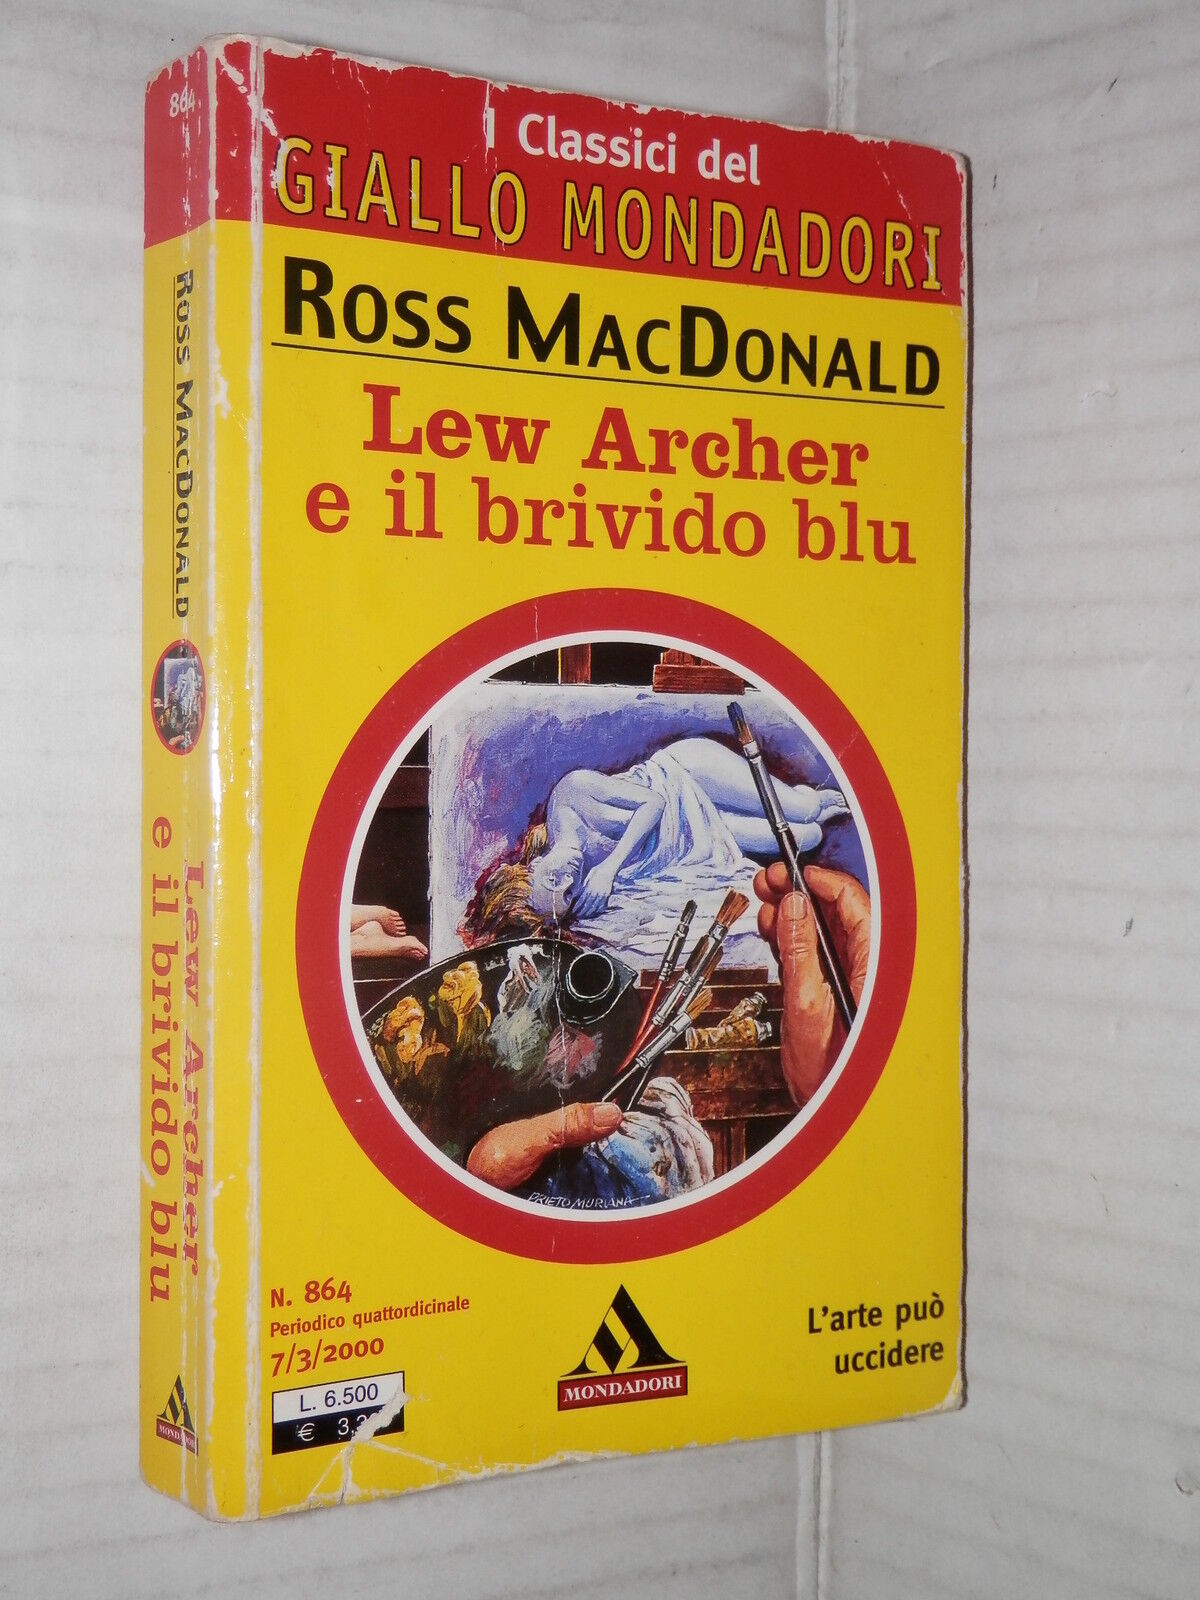 864
ROSS MACDONALD
Lew Archer
e il brivido blu
MONDADORI
I Classici del
GIALLO MONDADORI
ROSS MACDONALD
Lew Archer
e il brivido blu
PRIETO MURIANA
N. 864
Periodico quattordicinale
7/3/2000
L. 6.500
€
L'arte può
uccidere
MONDADORI